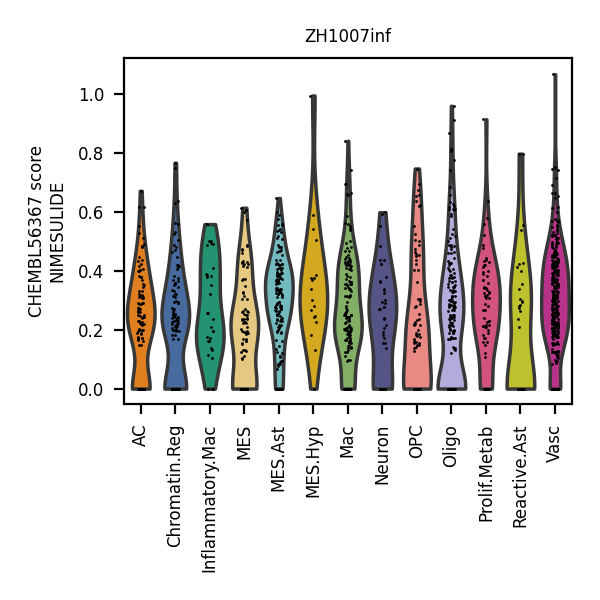 ZH1007inf
CHEMBL56367 score
NIMESULIDE
1.0
0.8
0.6
0.4
0.2
0.0
AC
Chromatin.Reg
Inflammatory.Mac
MES
MES.Ast
MES.Hyp
Mac
Neuron
OPC
Oligo
Prolif.Metab
Reactive.Ast
Vasc